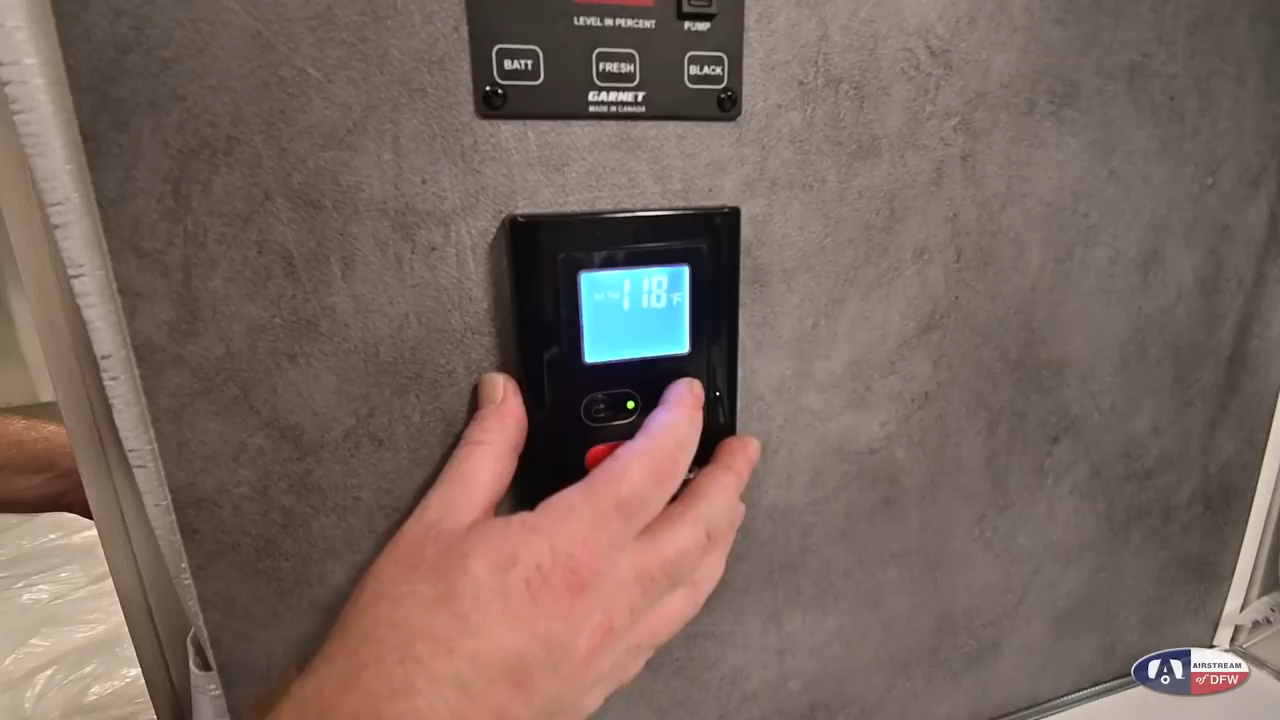 LEVEL IN PERCENT
PUMP
BATT
FRESH
BLACK
GARNET
MADE IN CANADA
118°F
AIRSTREAM
of DFW